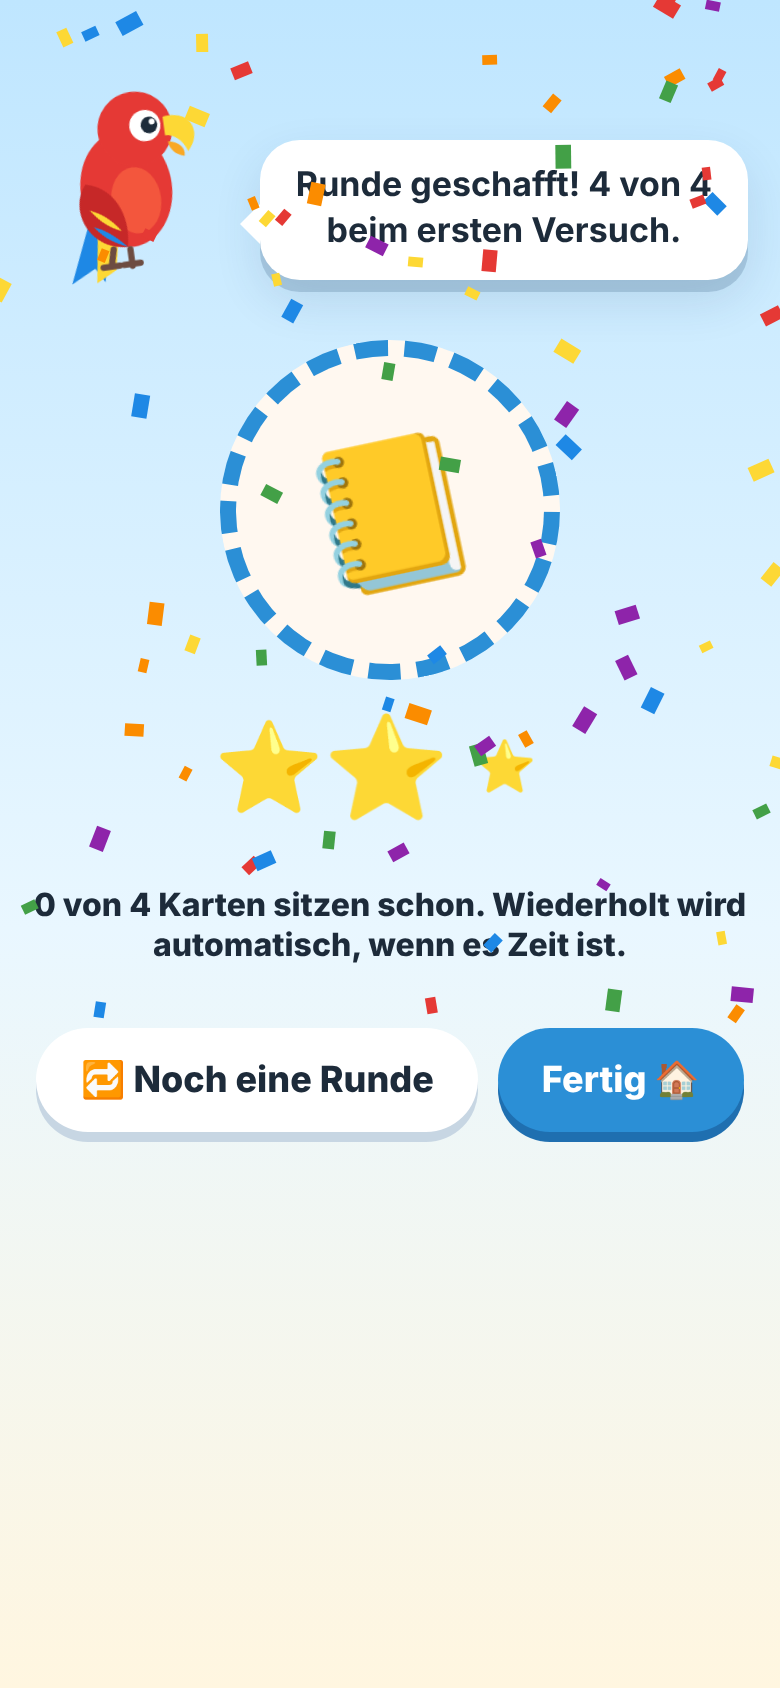 Runde geschafft! 4 von 4
beim ersten Versuch.
0 von 4 Karten sitzen schon. Wiederholt wird
automatisch, wenn es Zeit ist.
🔁 Noch eine Runde
Fertig 🏠